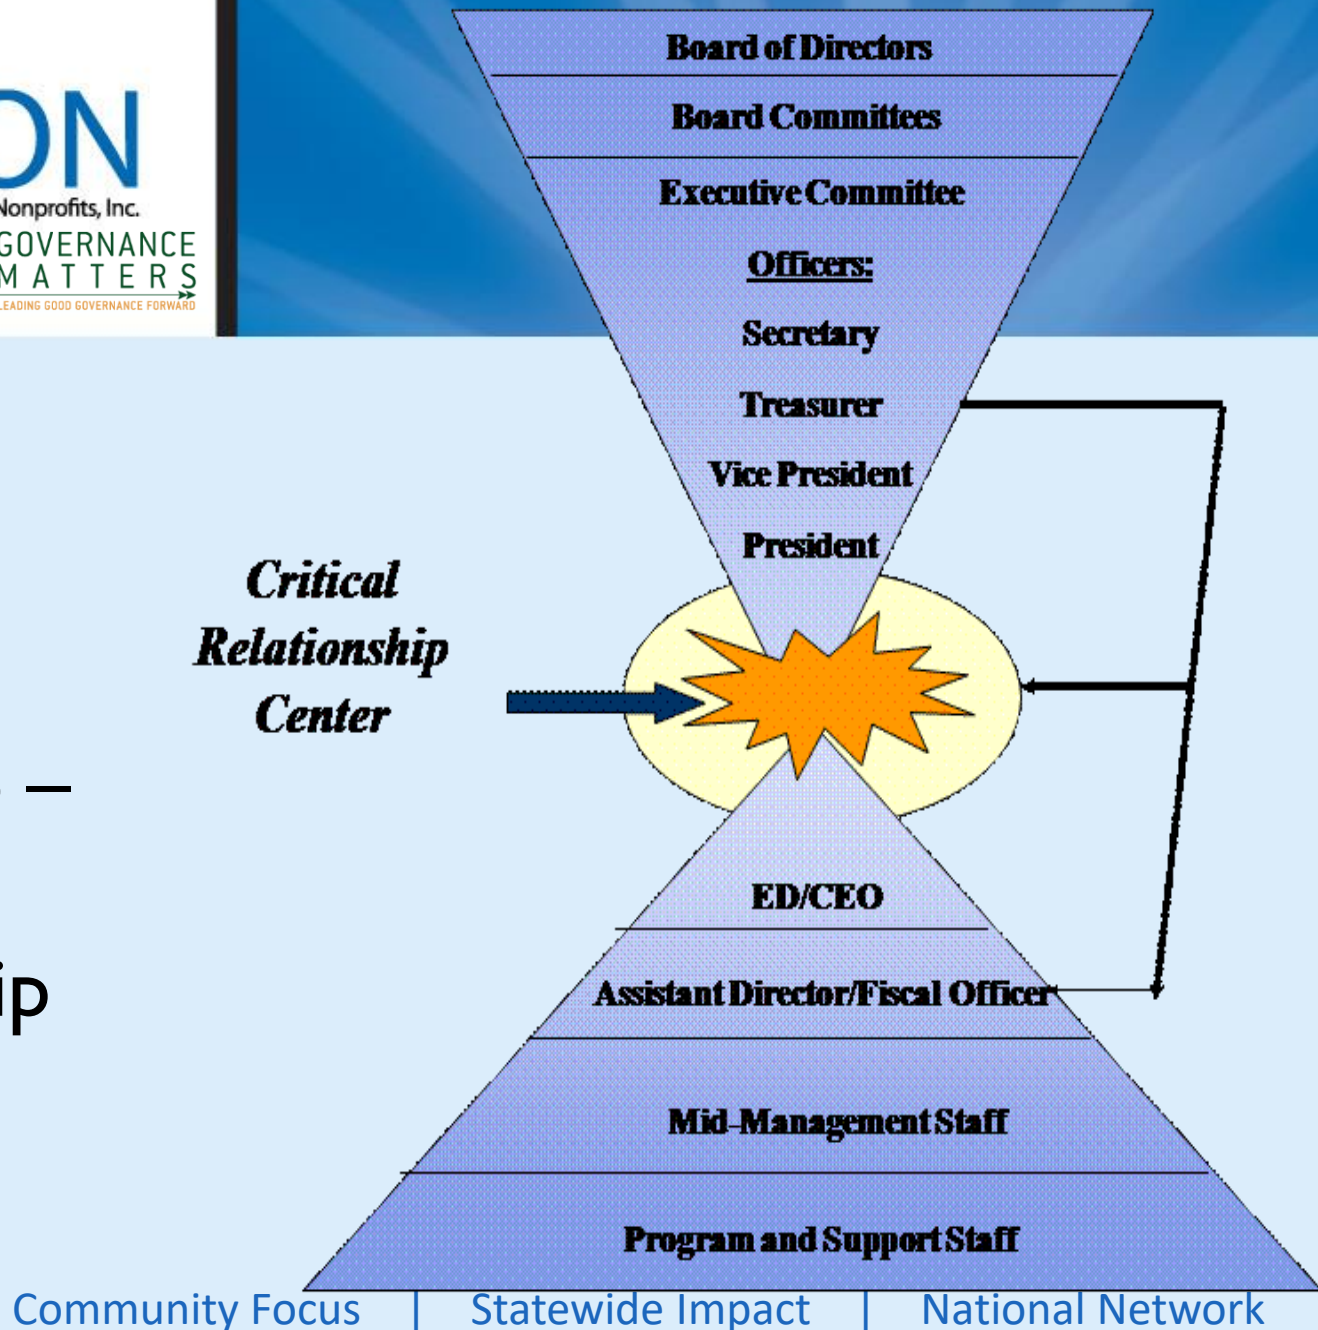 ON
Nonprofits, Inc.
GOVERNANCE
MATTERS
LEADING GOOD GOVERNANCE FORWARD
Board of Directors
Board Committees
Executive Committee
Officers:
Secretary
Treasurer
Vice President
President
Critical
Relationship
Center
–
ip
ED/CEO
Assistant Director/Fiscal Officer
Mid-Management Staff
Program and Support Staff
Community Focus | Statewide Impact | National Network